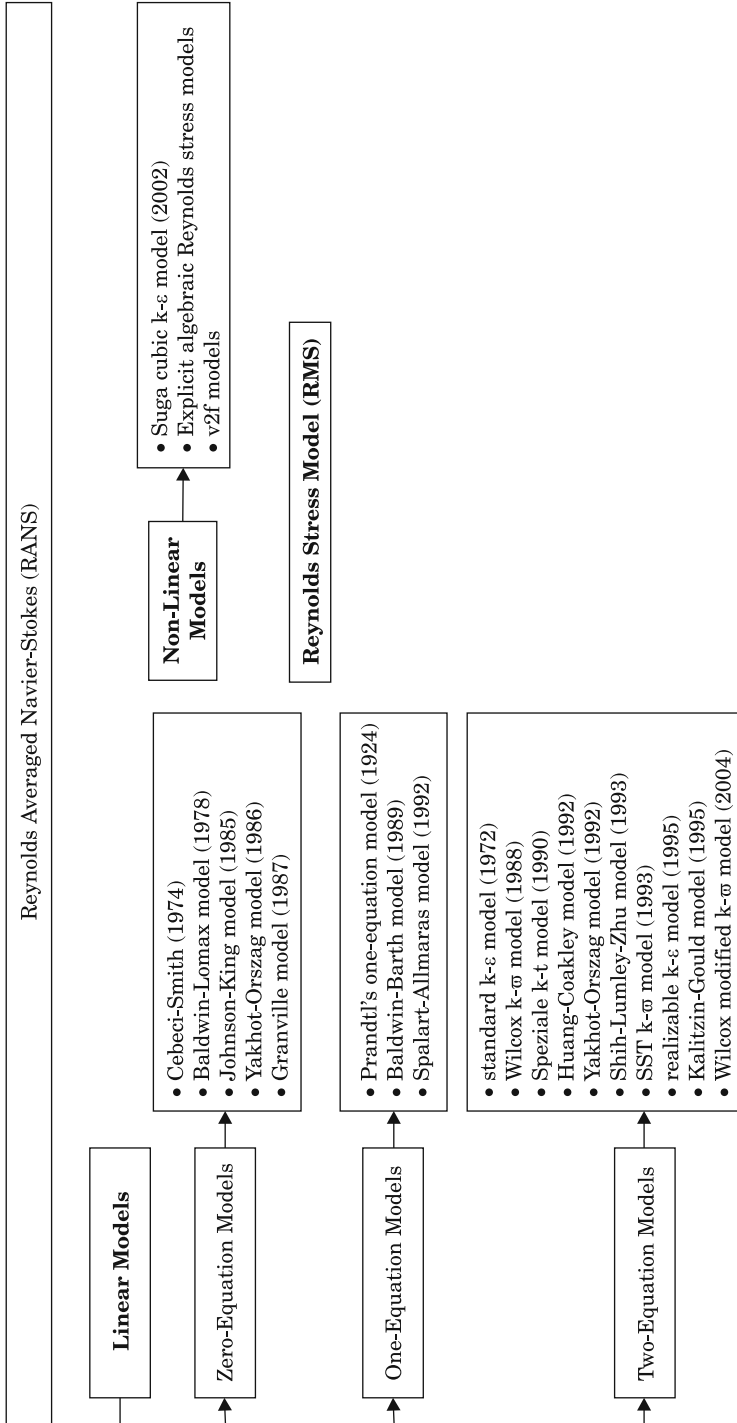 Reynolds Averaged Navier-Stokes (RANS)
Linear Models
Zero-Equation Models
• Cebeci-Smith (1974)
• Baldwin-Lomax model (1978)
• Johnson-King model (1985)
• Yakhot-Orszag model (1986)
• Granville model (1987)
One-Equation Models
• Prandtl's one-equation model (1924)
• Baldwin-Barth model (1989)
• Spalart-Allmaras model (1992)
Two-Equation Models
• standard k-ε model (1972)
• Wilcox k-ϖ model (1988)
• Speziale k-t model (1990)
• Huang-Coakley model (1992)
• Yakhot-Orszag model (1992)
• Shih-Lumley-Zhu model (1993)
• SST k-ϖ model (1993)
• realizable k-ε model (1995)
• Kalitzin-Gould model (1995)
• Wilcox modified k-ϖ model (2004)
Non-Linear
Models
• Suga cubic k-ε model (2002)
• Explicit algebraic Reynolds stress models
• v2f models
Reynolds Stress Model (RMS)